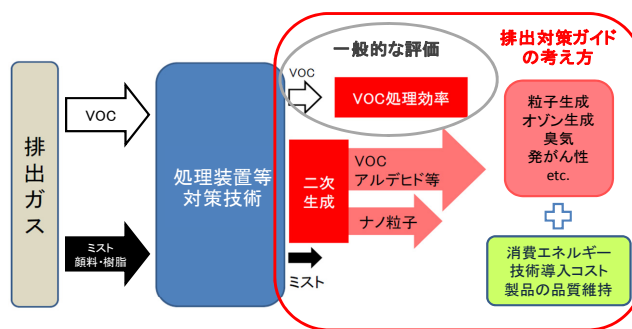 一般的な評価
排出対策ガイド
の考え方
排出ガス
VOC
ミスト
顔料・樹脂
処理装置等
対策技術
VOC
VOC処理効率
二次
生成
VOC
アルデヒド等
ナノ粒子
ミスト
粒子生成
オゾン生成
臭気
発がん性
etc.
消費エネルギー
技術導入コスト
製品の品質維持